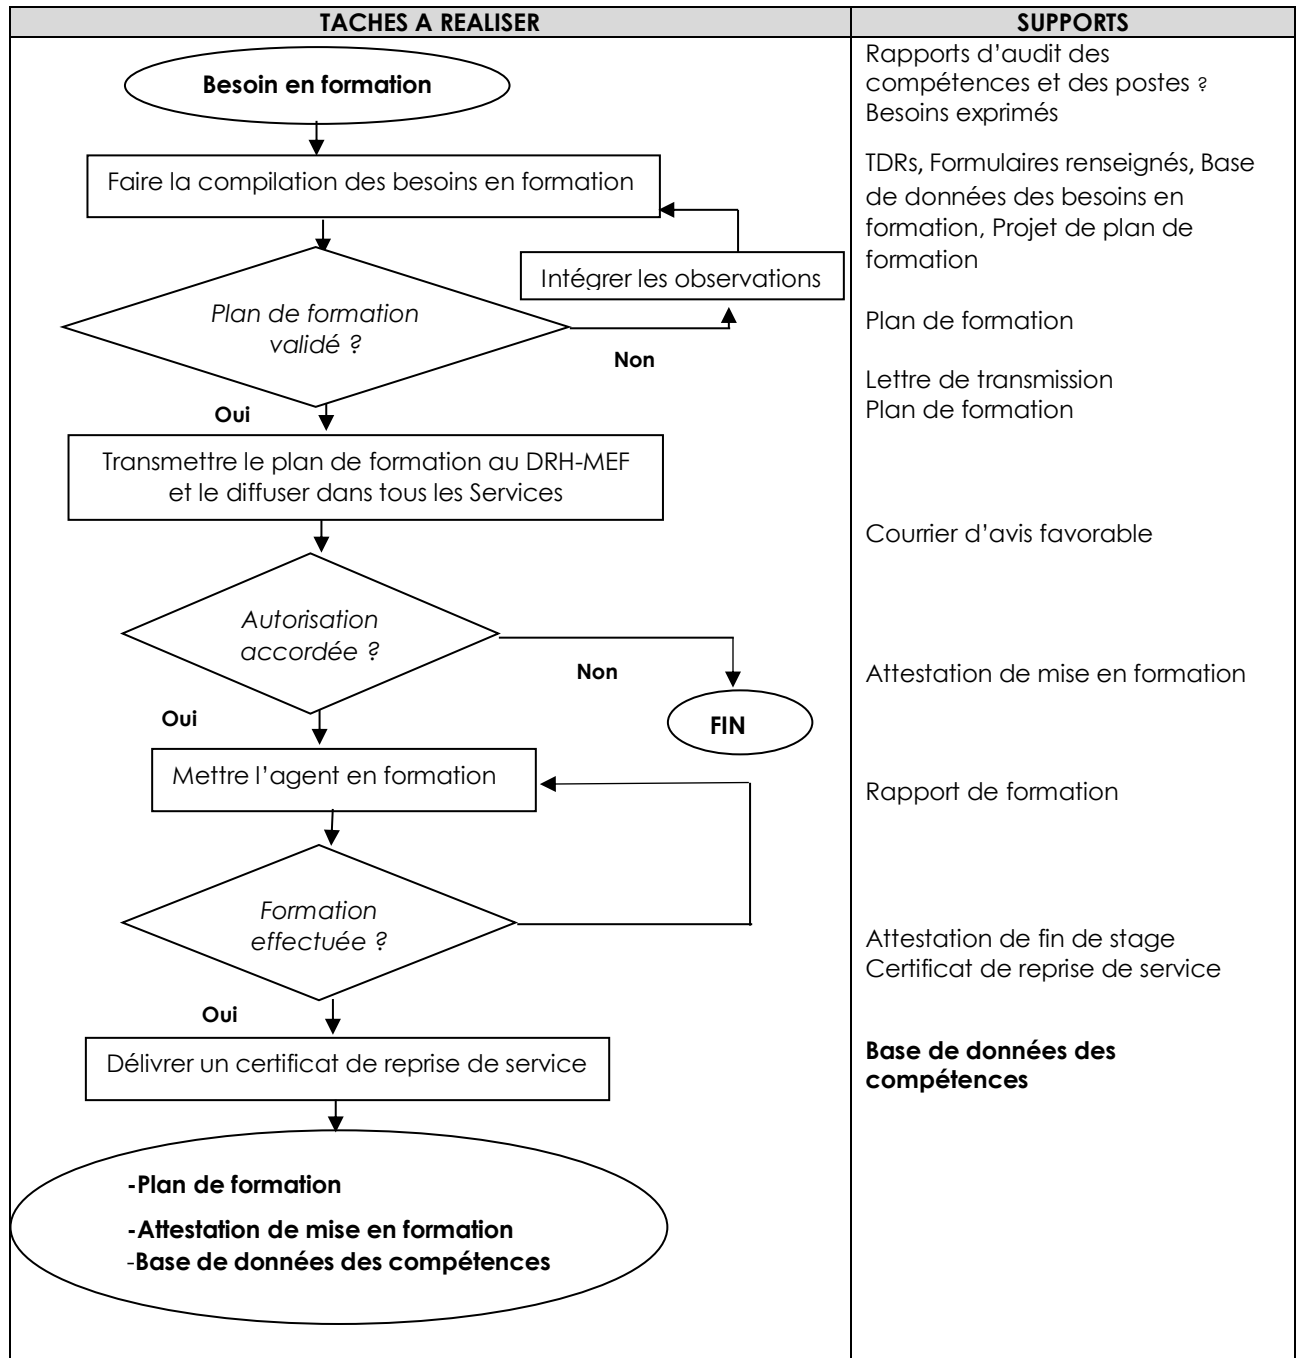 TACHES A REALISER
SUPPORTS
Besoin en formation
Rapports d’audit des
compétences et des postes ?
Besoins exprimés
Faire la compilation des besoins en formation
TDRs, Formulaires renseignés, Base
de données des besoins en
formation, Projet de plan de
formation
Intégrer les observations
Plan de formation
validé ?
Non
Plan de formation
Lettre de transmission
Plan de formation
Oui
Transmettre le plan de formation au DRH-MEF
et le diffuser dans tous les Services
Courrier d’avis favorable
Autorisation
accordée ?
Non
Attestation de mise en formation
Oui
FIN
Mettre l’agent en formation
Rapport de formation
Formation
effectuée ?
Attestation de fin de stage
Certificat de reprise de service
Oui
Délivrer un certificat de reprise de service
Base de données des
compétences
-Plan de formation
-Attestation de mise en formation
-Base de données des compétences